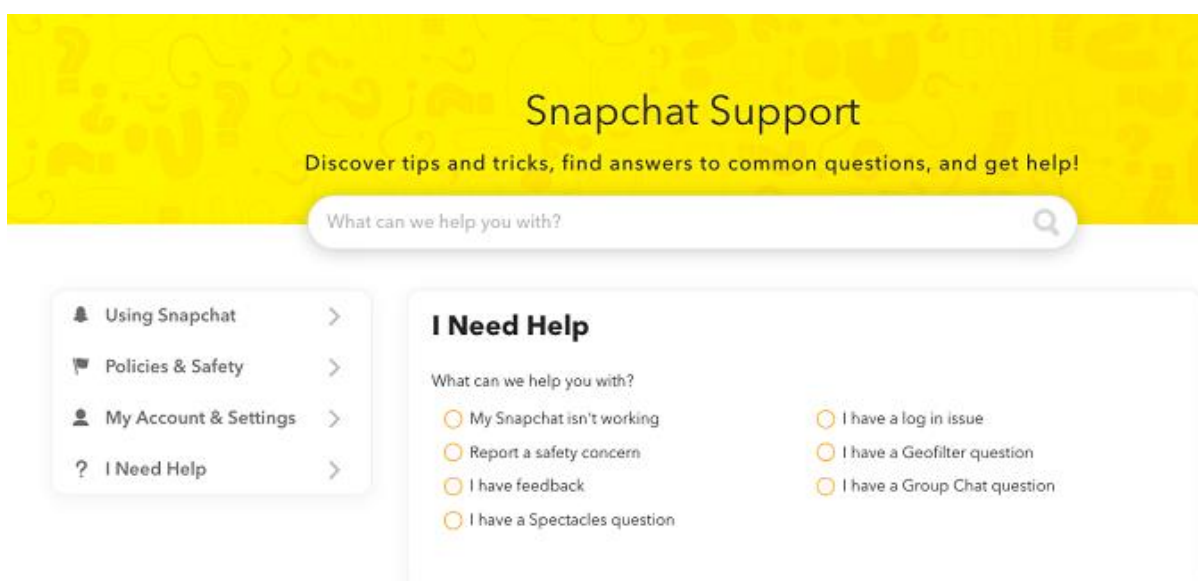 Snapchat Support
Discover tips and tricks, find answers to common questions, and get help!
What can we help you with?
Using Snapchat
Policies & Safety
My Account & Settings
? I Need Help
I Need Help
What can we help you with?
My Snapchat isn't working
I have a log in issue
Report a safety concern
I have a Geofilter question
I have feedback
I have a Group Chat question
I have a Spectacles question